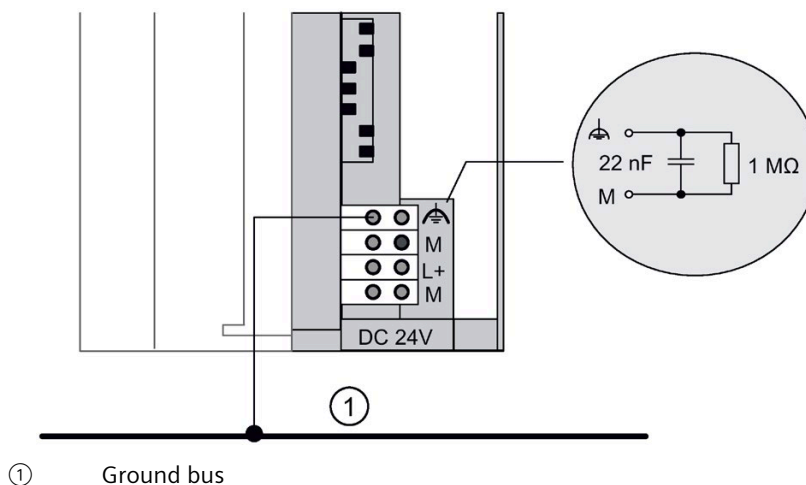 22 nF
1 MΩ
M
M
L+
M
DC 24V
①
① Ground bus